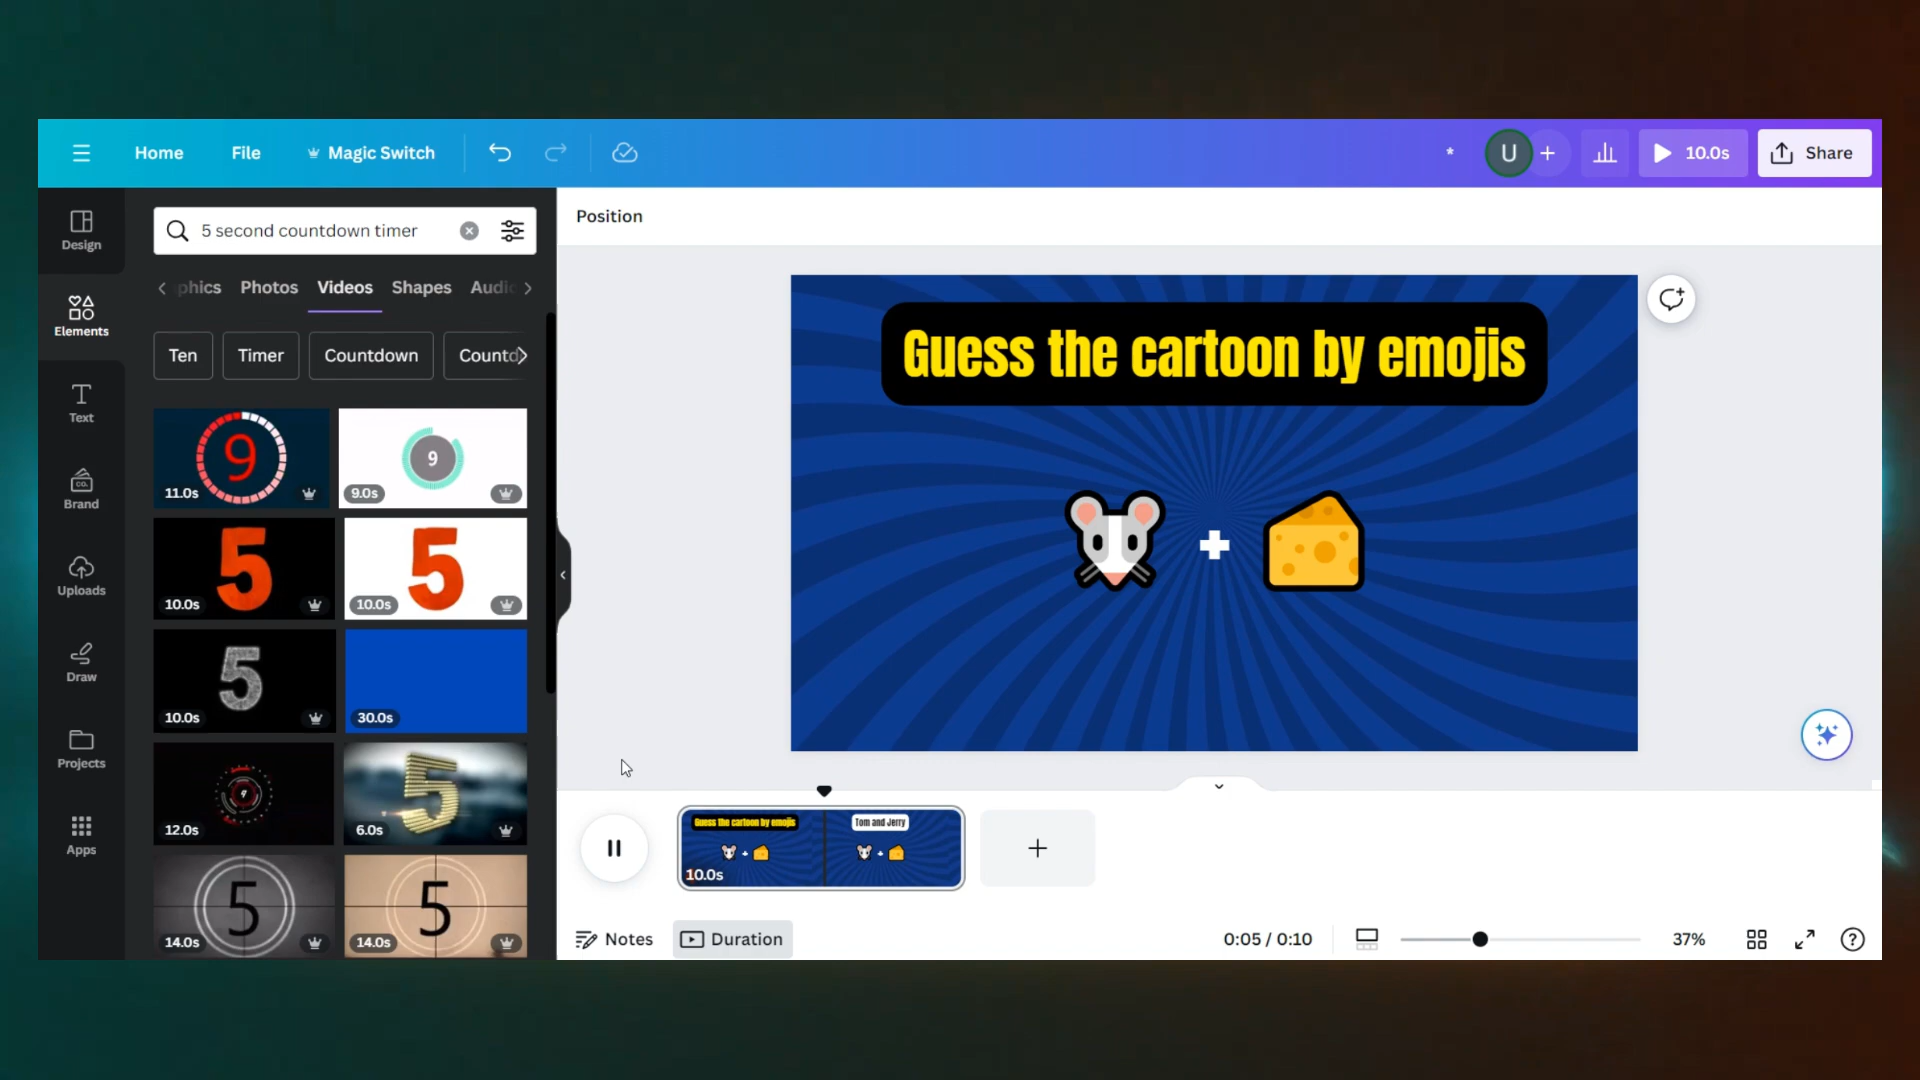 Home File Magic Switch
* U + 10.0s Share
Design
Elements
Text
Brand
CO.
Uploads
Draw
Projects
Apps
5 second countdown timer
phics Photos Videos Shapes Audio
Ten Timer Countdown Countd
9
11.0s
9
9.0s
5
10.0s
5
10.0s
5
10.0s
30.0s
12.0s
5
6.0s
5
14.0s
5
14.0s
Position
Guess the cartoon by emojis
+
Guess the cartoon by emojis
10.0s
Tom and Jerry
+
Notes Duration
0:05 / 0:10
37%
?